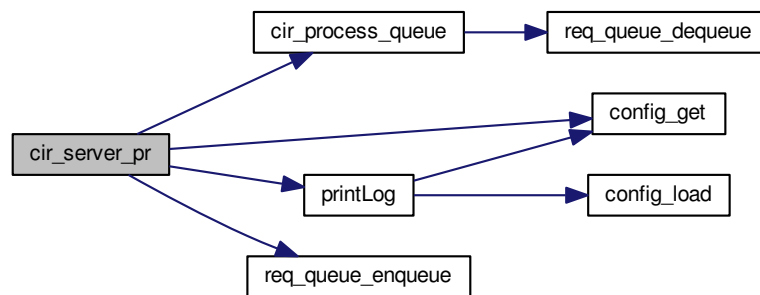 cir_process_queue
req_queue_dequeue
config_get
cir_server_pr
printLog
config_load
req_queue_enqueue